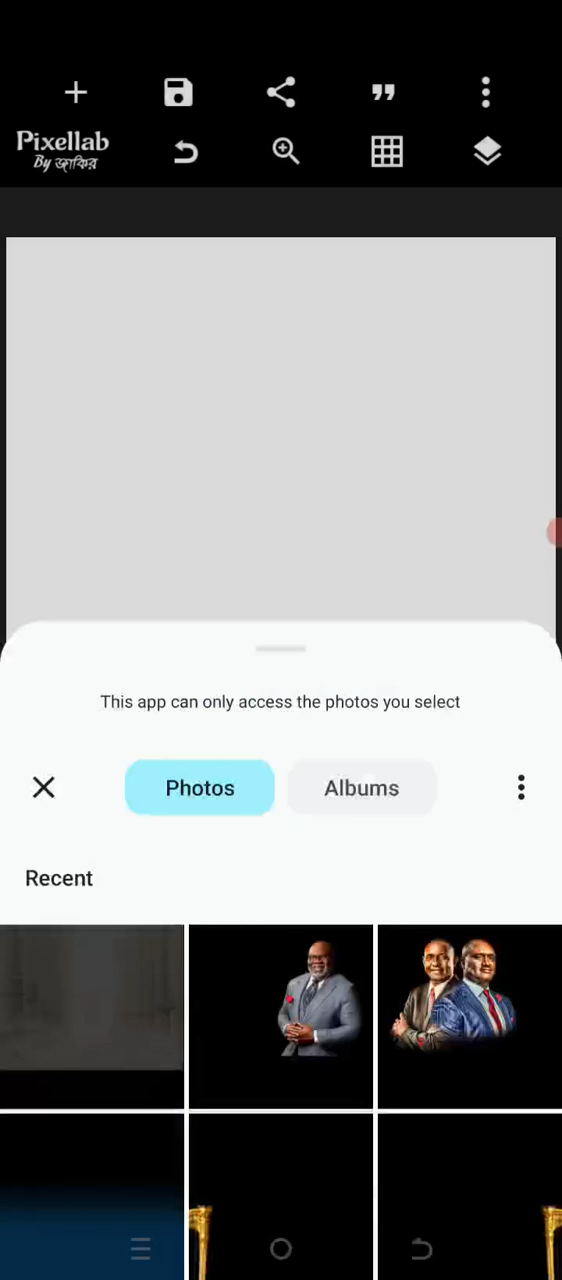 Pixellab
By জাকির
This app can only access the photos you select
Photos
Albums
Recent